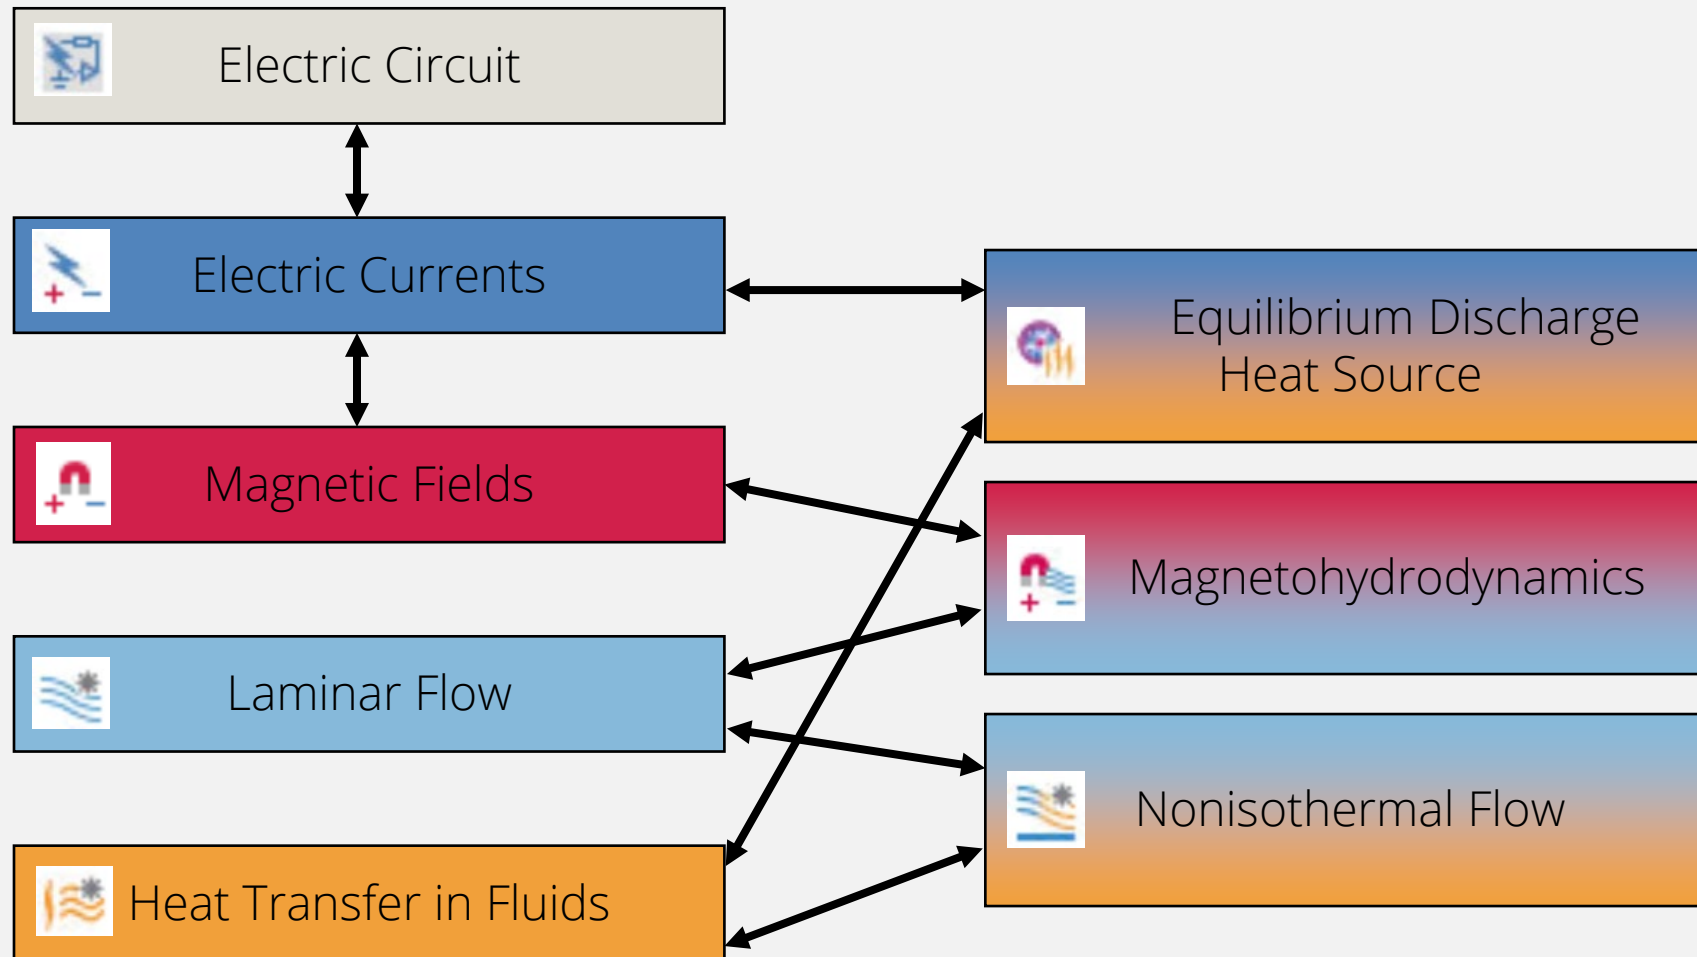 Electric Circuit
Electric Currents
Magnetic Fields
Laminar Flow
Heat Transfer in Fluids
Equilibrium Discharge
Heat Source
Magnetohydrodynamics
Nonisothermal Flow